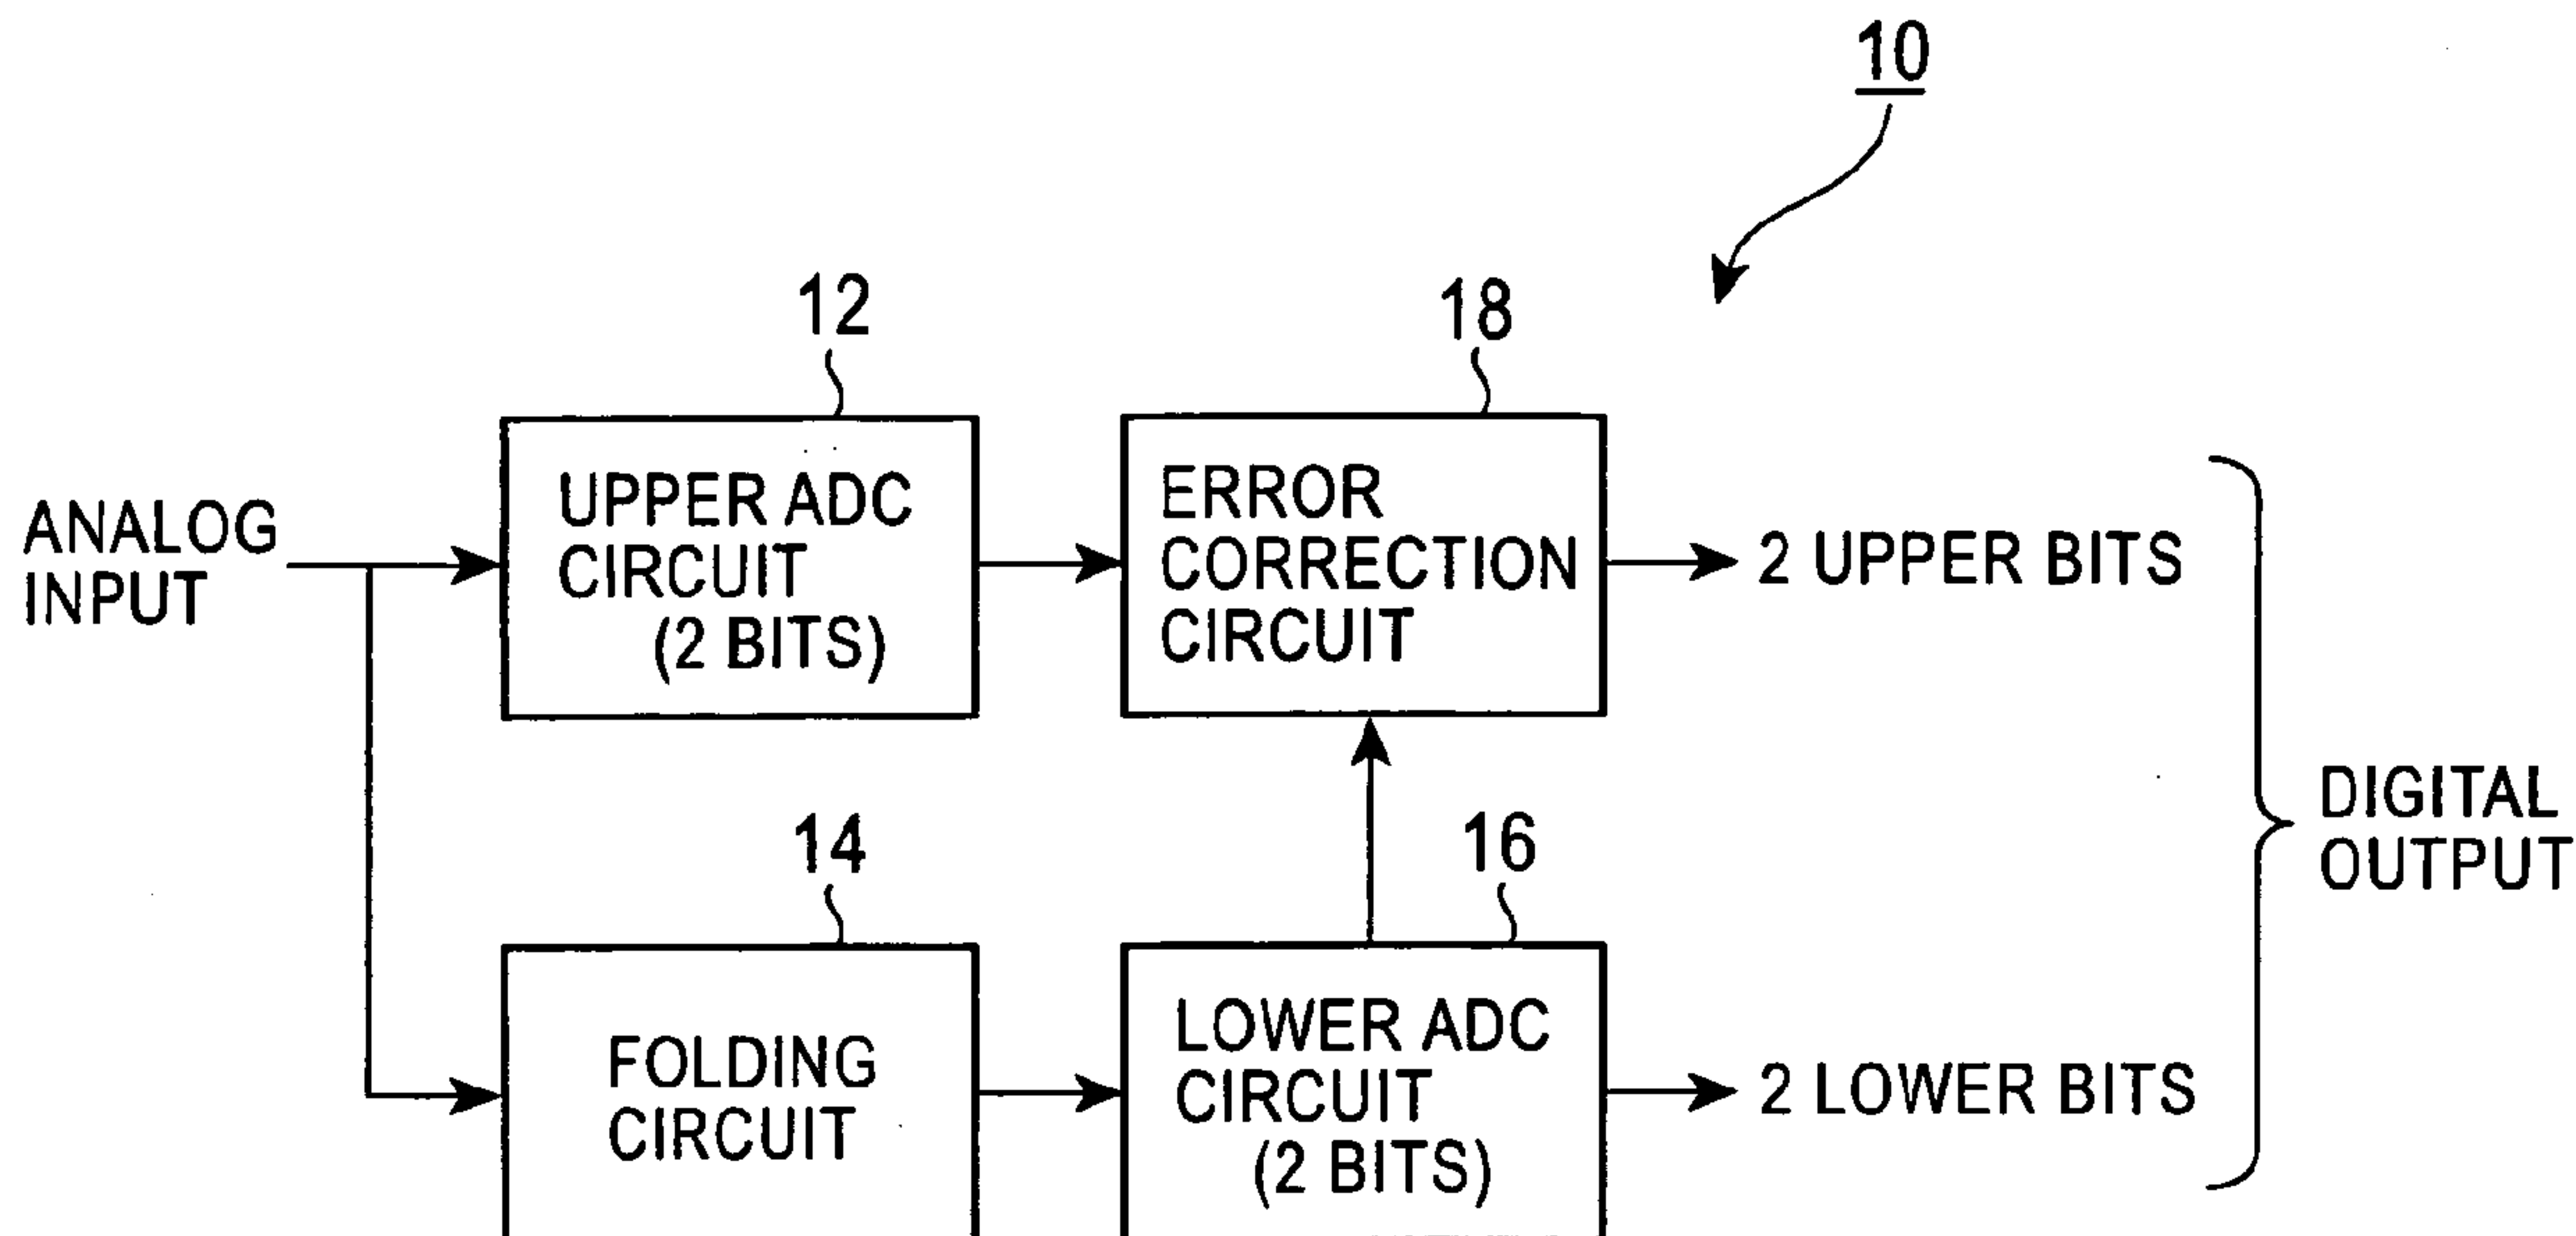 10
12
18
ANALOG
INPUT
UPPER ADC
CIRCUIT
(2 BITS)
ERROR
CORRECTION
CIRCUIT
2 UPPER BITS
14
16
DIGITAL
OUTPUT
FOLDING
CIRCUIT
LOWER ADC
CIRCUIT
(2 BITS)
2 LOWER BITS